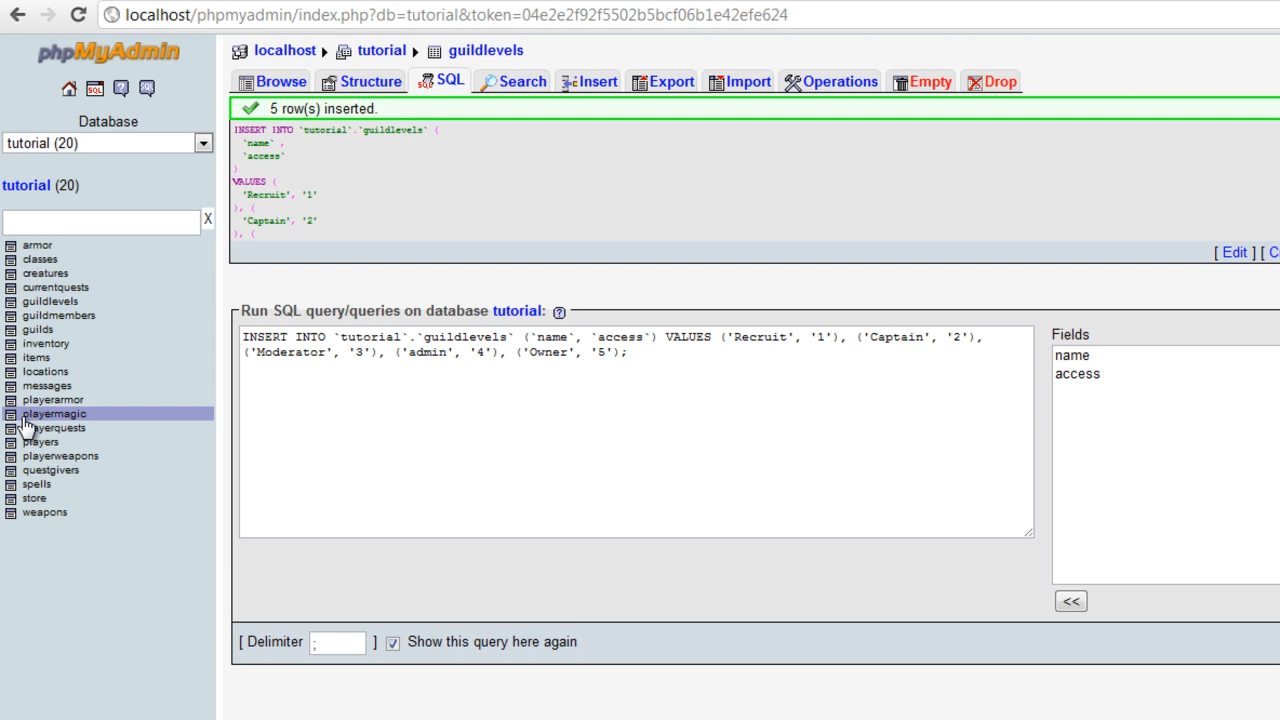 localhost/phpmyadmin/index.php?db=tutorial&token=04e2e2f92f5502b5bcf06b1e42efe624
phpMyAdmin
Database
tutorial (20)
tutorial (20)
X
armor
classes
creatures
currentquests
guildlevels
guildmembers
guilds
inventory
items
locations
messages
playerarmor
playermagic
playerquests
players
playerweapons
questgivers
spells
store
weapons
localhost ▸ tutorial ▸ guildlevels
Browse Structure SQL Search Insert Export Import Operations Empty Drop
5 row(s) inserted.
INSERT INTO `tutorial`.`guildlevels` (
`name` ,
`access`
)
VALUES (
'Recruit', '1'
), (
'Captain', '2'
), (
[ Edit ] [ C
Run SQL query/queries on database tutorial:
INSERT INTO `tutorial`.`guildlevels` (`name`, `access`) VALUES ('Recruit', '1'), ('Captain', '2'),
('Moderator', '3'), ('admin', '4'), ('Owner', '5');
Fields
name
access
<<
[ Delimiter ; ] Show this query here again